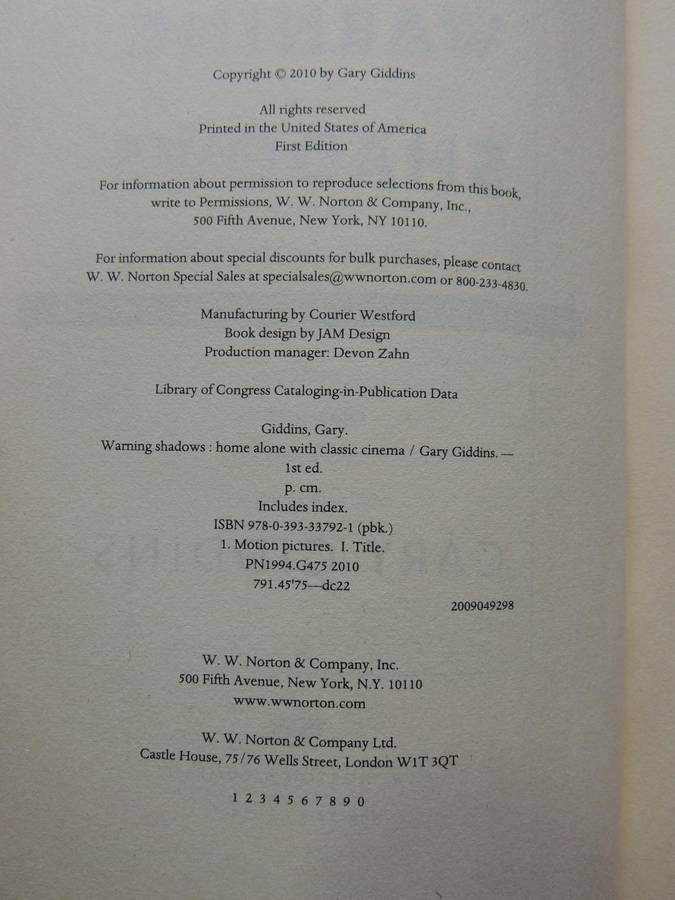 Copyright © 2010 by Gary Giddins
All rights reserved
Printed in the United States of America
First Edition
For information about permission to reproduce selections from this book,
write to Permissions, W. W. Norton & Company, Inc.,
500 Fifth Avenue, New York, NY 10110.
For information about special discounts for bulk purchases, please contact
W. W. Norton Special Sales at specialsales@wwnorton.com or 800-233-4830.
Manufacturing by Courier Westford
Book design by JAM Design
Production manager: Devon Zahn
Library of Congress Cataloging-in-Publication Data
Giddins, Gary.
Warning shadows : home alone with classic cinema / Gary Giddins. —
1st ed.
p. cm.
Includes index.
ISBN 978-0-393-33792-1 (pbk.)
1. Motion pictures. I. Title.
PN1994.G475 2010
791.45'75—dc22
2009049298
W. W. Norton & Company, Inc.
500 Fifth Avenue, New York, N.Y. 10110
www.wwnorton.com
W. W. Norton & Company Ltd.
Castle House, 75/76 Wells Street, London W1T 3QT
1 2 3 4 5 6 7 8 9 0